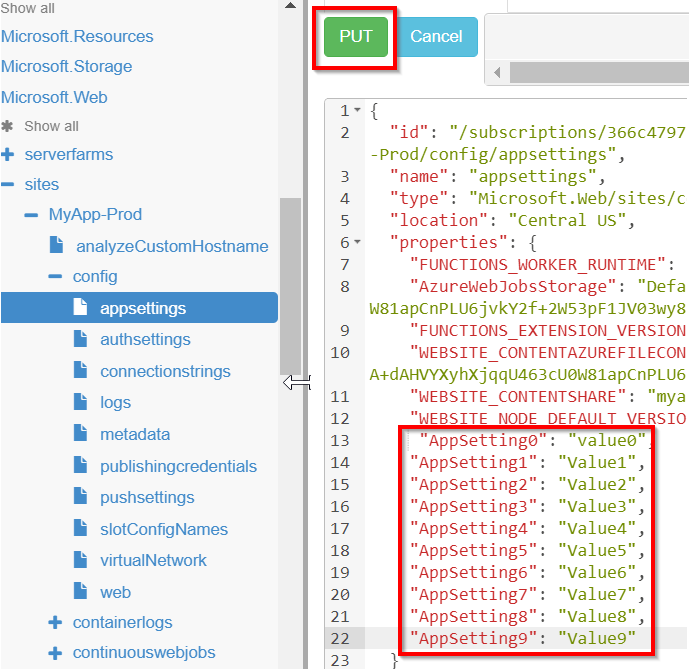 Show all
Microsoft.Resources
Microsoft.Storage
Microsoft.Web
Show all
serverfarms
sites
MyApp-Prod
analyzeCustomHostname
config
appsettings
authsettings
connectionstrings
logs
metadata
publishingcredentials
pushsettings
slotConfigNames
virtualNetwork
web
containerlogs
continuouswebjobs
PUT Cancel
1 {
2 "id": "/subscriptions/366c4797
-Prod/config/appsettings",
3 "name": "appsettings",
4 "type": "Microsoft.Web/sites/c
5 "location": "Central US",
6 "properties": {
7 "FUNCTIONS_WORKER_RUNTIME":
8 "AzureWebJobsStorage": "Defa
W81apCnPLU6jvkY2f+2W53pF1JV03wy8
9 "FUNCTIONS_EXTENSION_VERSION
10 "WEBSITE_CONTENTAZUREFILECON
A+dAHVYXyhXjqqU463cU0W81apCnPLU6
11 "WEBSITE_CONTENTSHARE": "mya
12 "WEBSITE_NODE_DEFAULT_VERSIO
13 "AppSetting0": "value0",
14 "AppSetting1": "Value1",
15 "AppSetting2": "Value2",
16 "AppSetting3": "Value3",
17 "AppSetting4": "Value4",
18 "AppSetting5": "Value5",
19 "AppSetting6": "Value6",
20 "AppSetting7": "Value7",
21 "AppSetting8": "Value8",
22 "AppSetting9": "Value9"
23 }